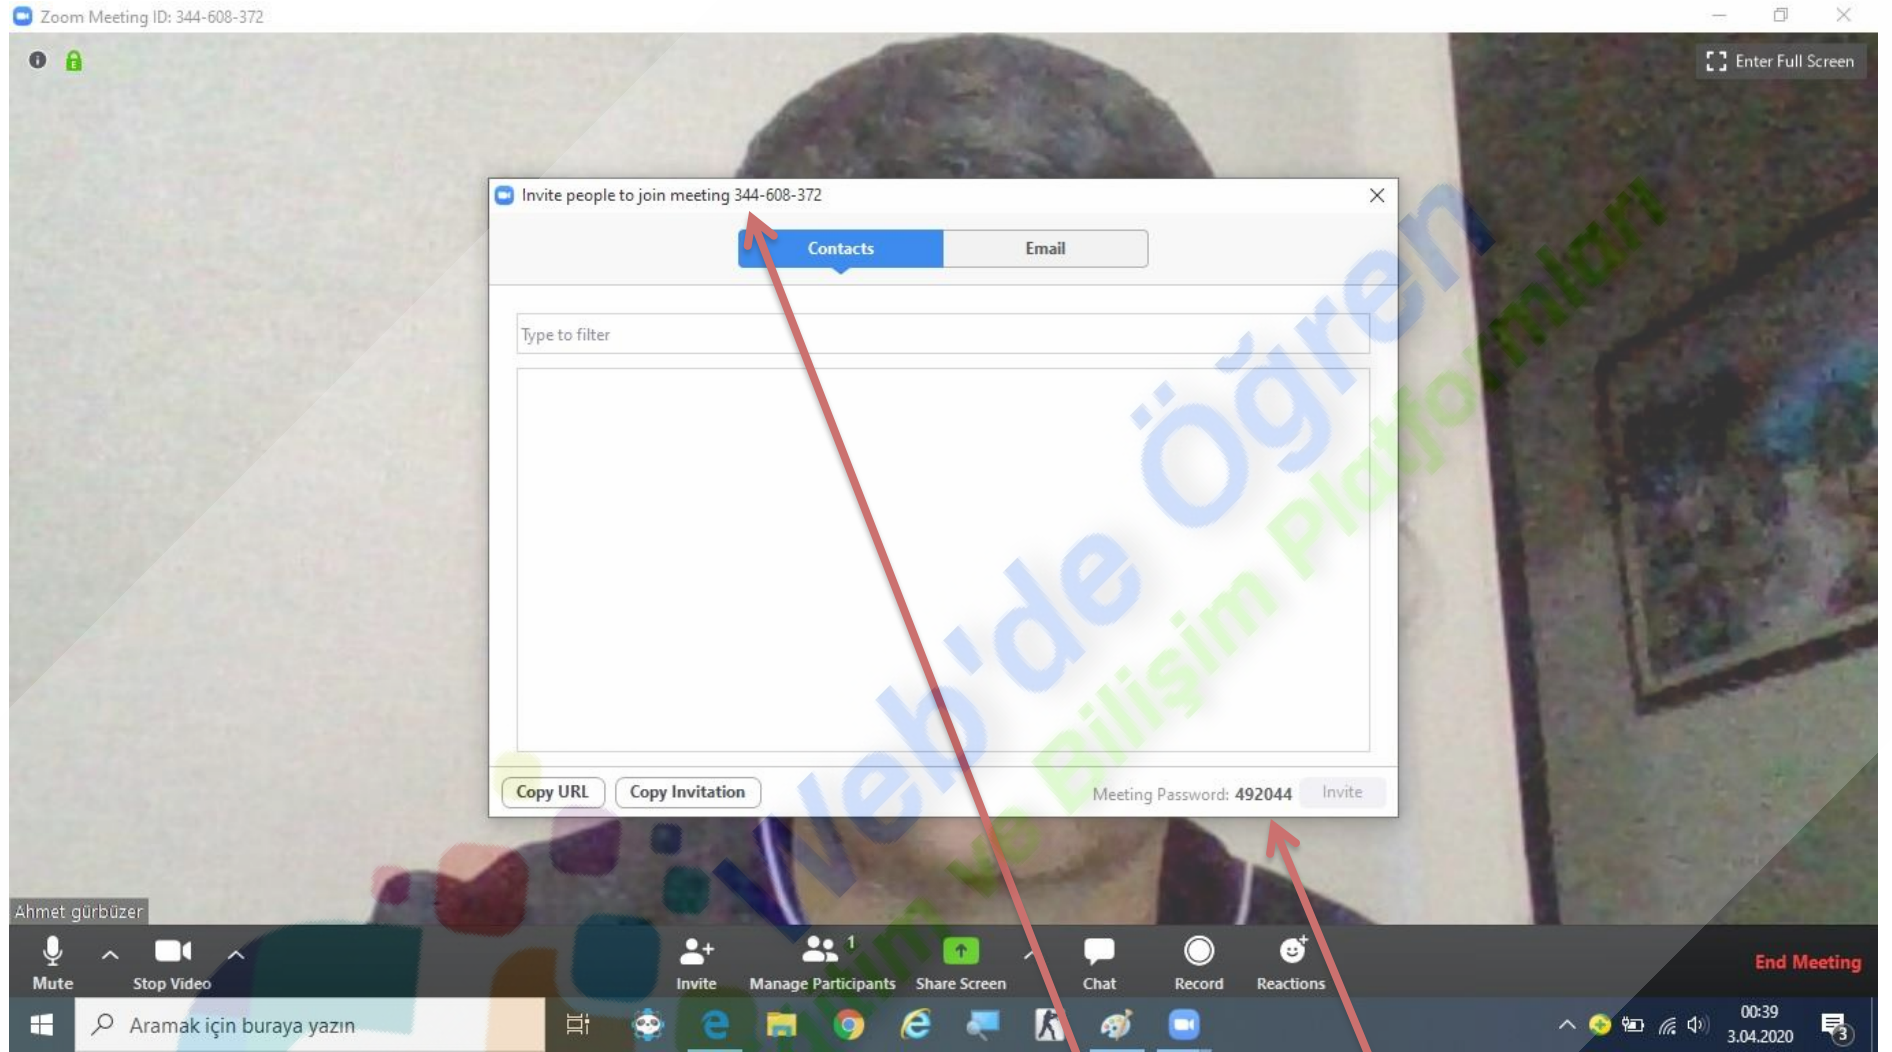 Zoom Meeting ID: 344-608-372
Enter Full Screen
Invite people to join meeting 344-608-372
Contacts
Email
Type to filter
Web'de Öğren
Eğitim ve Bilişim Platformları
Copy URL
Copy Invitation
Meeting Password: 492044
Invite
Ahmet gürbüzer
1
Mute
Stop Video
Invite
Manage Participants
Share Screen
Chat
Record
Reactions
End Meeting
Aramak için buraya yazın
00:39
3.04.2020
3